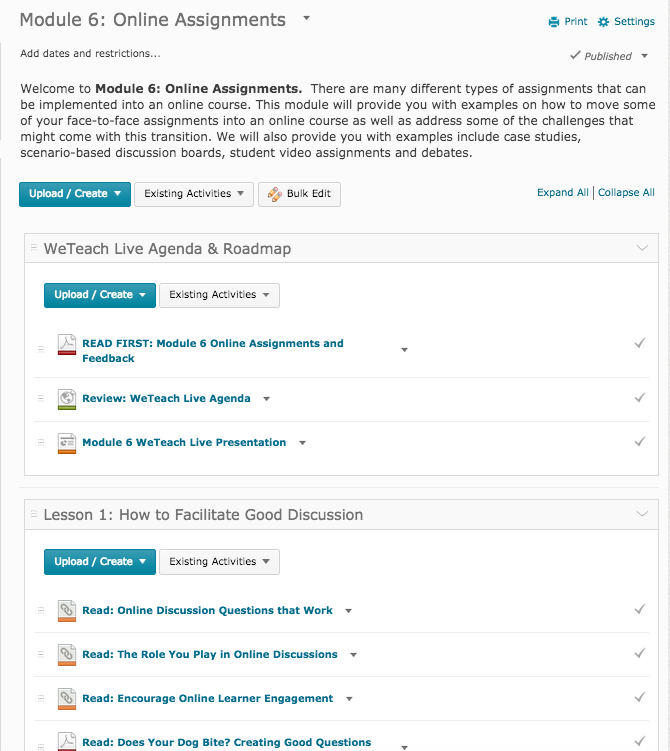 Module 6: Online Assignments
Print
Settings
Add dates and restrictions...
Published
Welcome to Module 6: Online Assignments. There are many different types of assignments that can
be implemented into an online course. This module will provide you with examples on how to move some
of your face-to-face assignments into an online course as well as address some of the challenges that
might come with this transition. We will also provide you with examples include case studies,
scenario-based discussion boards, student video assignments and debates.
Upload / Create
Existing Activities
Bulk Edit
Expand All | Collapse All
WeTeach Live Agenda & Roadmap
Upload / Create
Existing Activities
READ FIRST: Module 6 Online Assignments and
Feedback
Review: WeTeach Live Agenda
Module 6 WeTeach Live Presentation
Lesson 1: How to Facilitate Good Discussion
Upload / Create
Existing Activities
Read: Online Discussion Questions that Work
Read: The Role You Play in Online Discussions
Read: Encourage Online Learner Engagement
Read: Does Your Dog Bite? Creating Good Questions